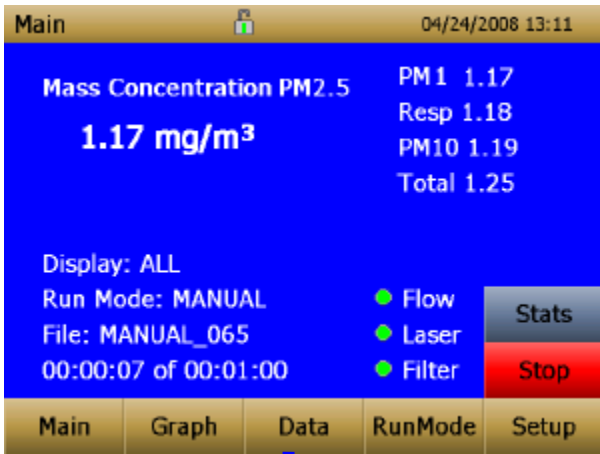 Main 04/24/2008 13:11
Mass Concentration PM2.5
1.17 mg/m³
PM1 1.17
Resp 1.18
PM10 1.19
Total 1.25
Display: ALL
Run Mode: MANUAL
File: MANUAL_065
00:00:07 of 00:01:00
Flow
Laser
Filter
Stats
Stop
Main Graph Data RunMode Setup